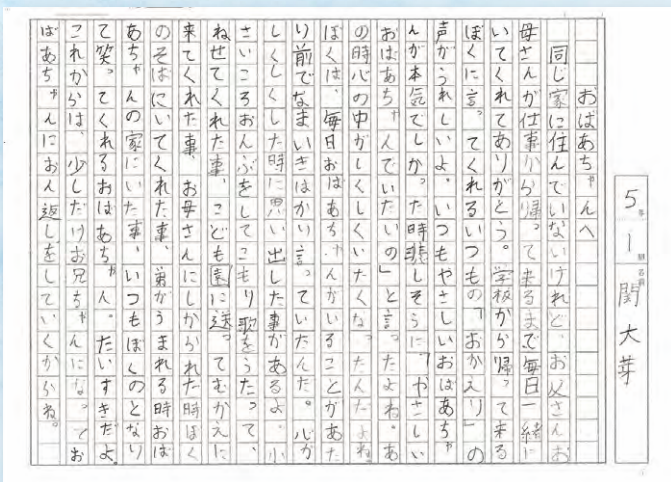 5年1組 名前 関 大芽
おばあちゃんへ
同じ家に住んでいないけれど、お父さんお
母さんが仕事から帰って来るまで毎日一緒に
いてくれてありがとう。学校から帰って来る
ぼくに言ってくれるいつもの「おかえり」の
声がうれしいよ。いつもやさしいおばあちゃ
んが本気でしかった時悲しそうに「やさしい
おばあちゃんでいたいの」と言ったよね。あ
の時心の中がしくしくいたくなったんだよね。
ぼくは、毎日おばあちゃんがいることがあた
り前でなまいきばかり言っていたんだ。心が
しくしくした時に思い出した事があるよ。小
さいころおんぶをしてこもり歌をうたって、
ねせてくれた事、こども園に送ってむかえに
来てくれた事、お母さんにしかられた時ぼく
のそばにいてくれた事、弟がうまれる時おば
あちゃんの家にいた事、いつもぼくのとなり
て笑ってくれるおばあちゃん。たいすきだよ。
これからは、少しだけお兄ちゃんになってお
ばあちゃんにおん返しをしていくからね。